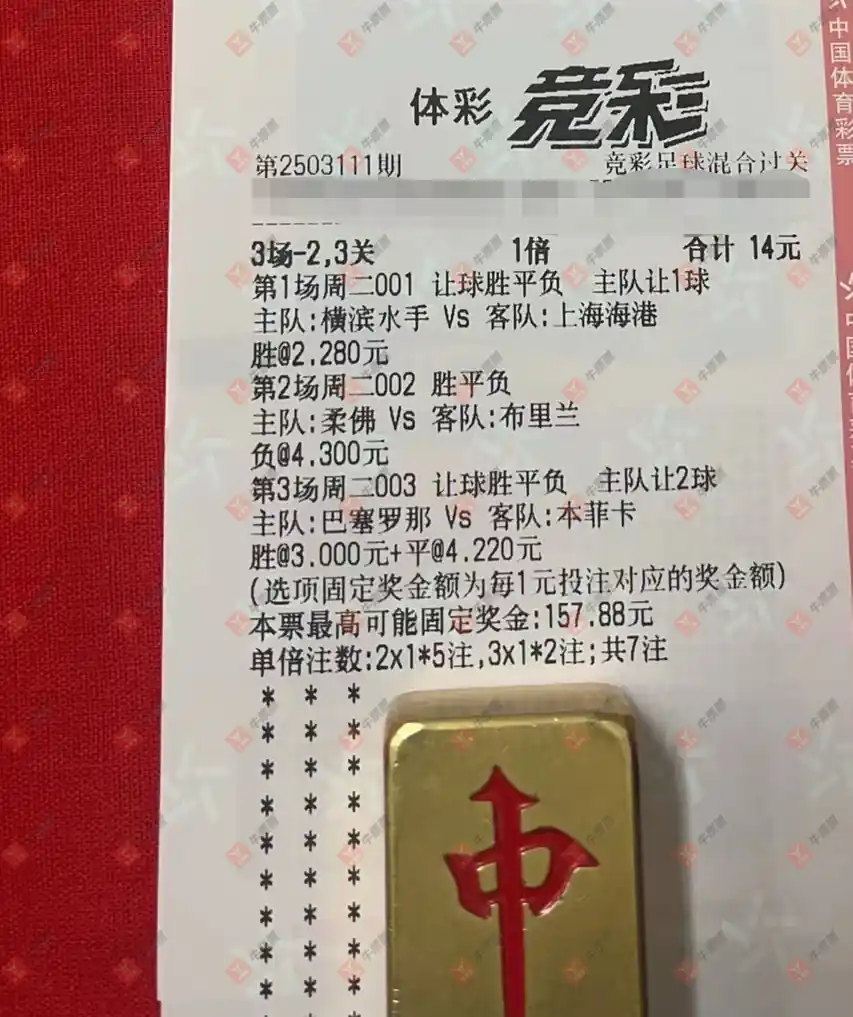 体彩 竞彩
第2503111期 竞彩足球混合过关
3场-2,3关 1倍 合计 14元
第1场周二001 让球胜平负 主队让1球
主队:横滨水手 Vs 客队:上海海港
胜@2.280元
第2场周二002 胜平负
主队:柔佛 Vs 客队:布里兰
负@4.300元
第3场周二003 让球胜平负 主队让2球
主队:巴塞罗那 Vs 客队:本菲卡
胜@3.000元+平@4.220元
(选项固定奖金额为每1元投注对应的奖金额)
本票最高可能固定奖金:157.88元
单倍注数:2x1*5注,3x1*2注;共7注
* * *
* * *
* * *
* * *
* * *
* * *
* * *
* * *
* * *
中
中国体育彩票